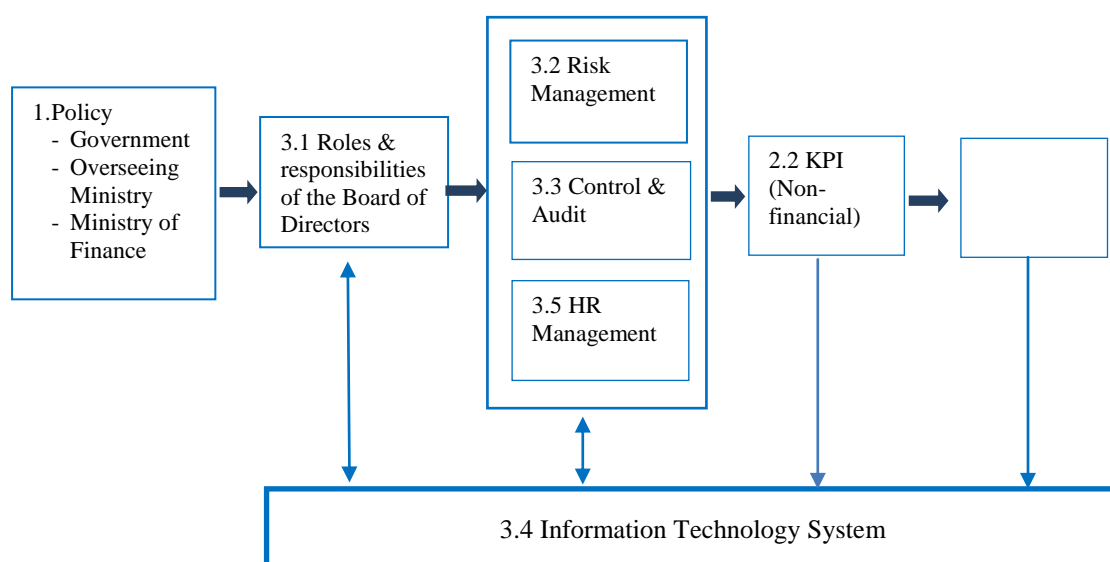 1.Policy
- Government
- Overseeing
Ministry
- Ministry of
Finance
3.1 Roles &
responsibilities
of the Board of
Directors
3.2 Risk
Management
3.3 Control &
Audit
3.5 HR
Management
2.2 KPI
(Non-
financial)
3.4 Information Technology System